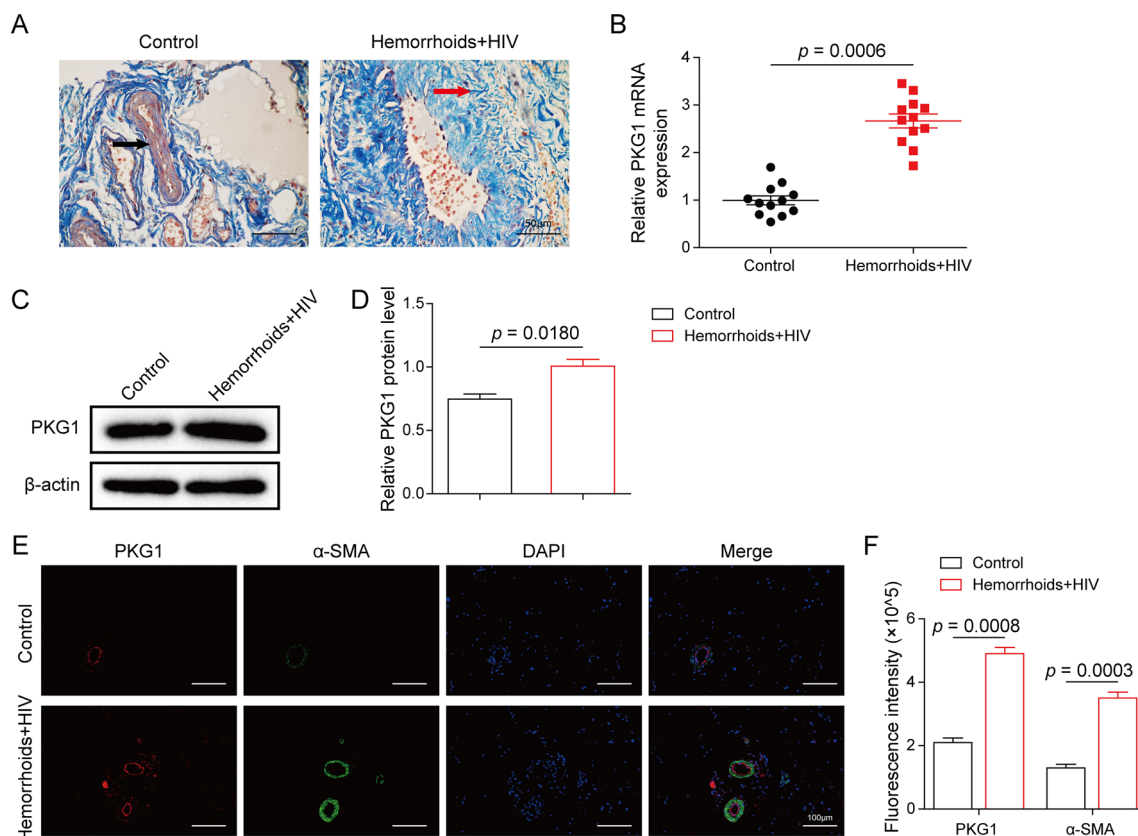 A
Control
Hemorrhoids+HIV
50μm
B
p = 0.0006
Relative PKG1 mRNA
expression
4
3
2
1
0
Control
Hemorrhoids+HIV
C
Control
Hemorrhoids+HIV
PKG1
β-actin
D
Relative PKG1 protein level
1.5
1.0
0.5
0.0
p = 0.0180
Control
Hemorrhoids+HIV
E
PKG1
α-SMA
DAPI
Merge
Control
Hemorrhoids+HIV
100μm
F
Control
Hemorrhoids+HIV
Fluorescence intensity (×10^5)
6
4
2
0
p = 0.0008
p = 0.0003
PKG1
α-SMA